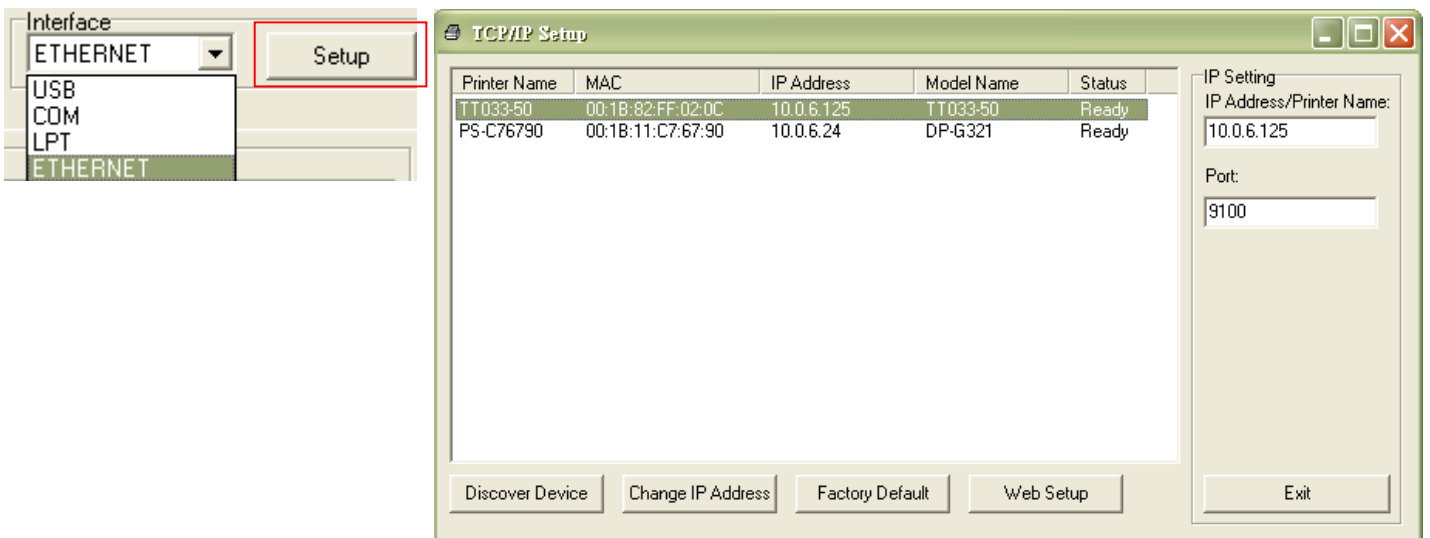 Interface
ETHERNET
Setup
USB
COM
LPT
ETHERNET
TCP/IP Setup
Printer Name MAC IP Address Model Name Status
TT033-50 00:1B:82:FF:02:0C 10.0.6.125 TT033-50 Ready
PS-C76790 00:1B:11:C7:67:90 10.0.6.24 DP-G321 Ready
IP Setting
IP Address/Printer Name:
10.0.6.125
Port:
9100
Discover Device Change IP Address Factory Default Web Setup Exit